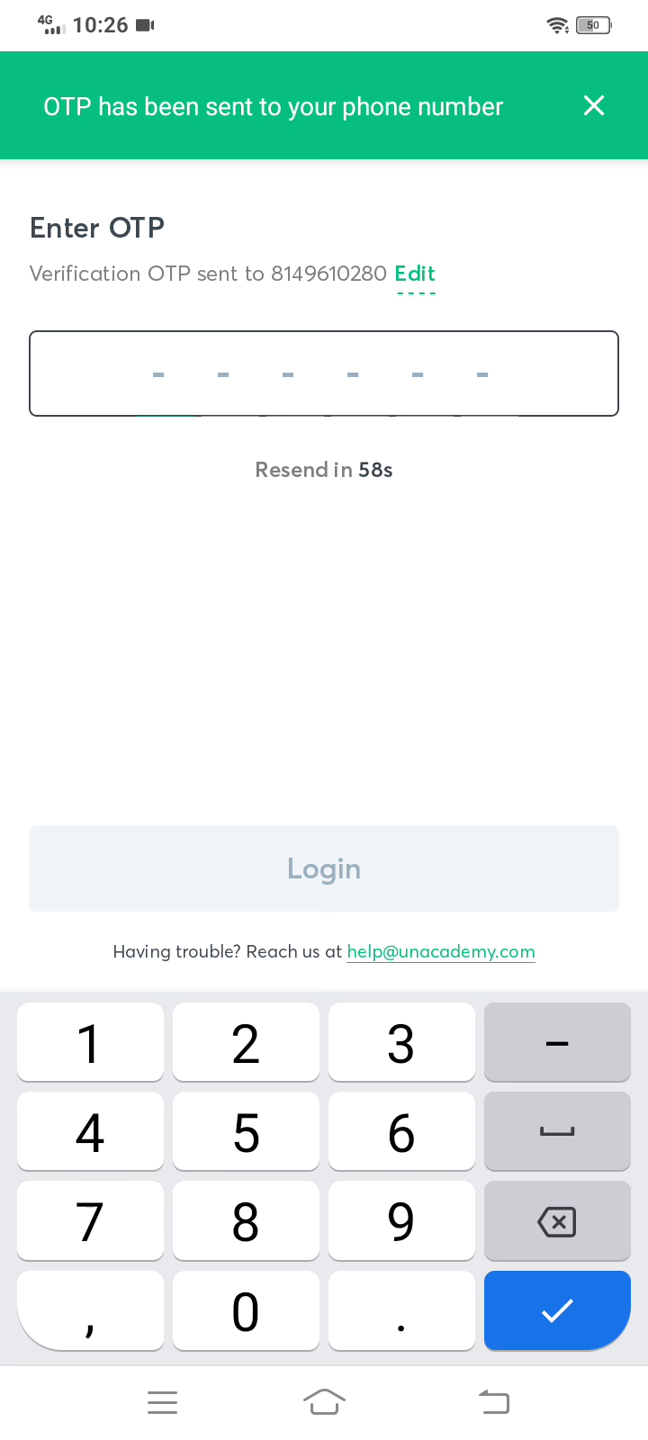 4G 10:26 50
OTP has been sent to your phone number
Enter OTP
Verification OTP sent to 8149610280 Edit
- - - - - -
Resend in 58s
Login
Having trouble? Reach us at help@unacademy.com
1 2 3 –
4 5 6
7 8 9
, 0 .